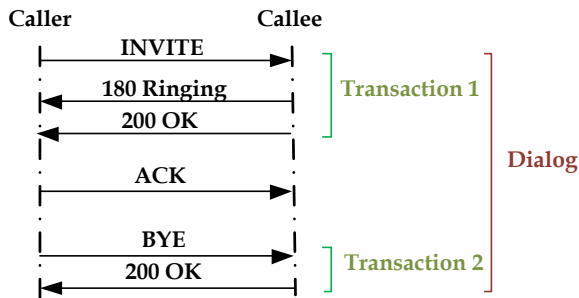 Caller Callee
INVITE
180 Ringing
Transaction 1
200 OK
Dialog
ACK
BYE
Transaction 2
200 OK